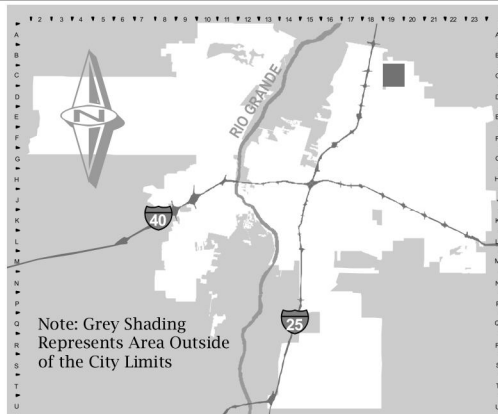 2 3 4 5 6 7 8 9 10 11 12 13 14 15 16 17 18 19 20 21 22 23
A
B
C
D
E
F
G
H
J
K
L
M
N
P
Q
R
S
T
U
N
RIO GRANDE
40
25
Note: Grey Shading
Represents Area Outside
of the City Limits